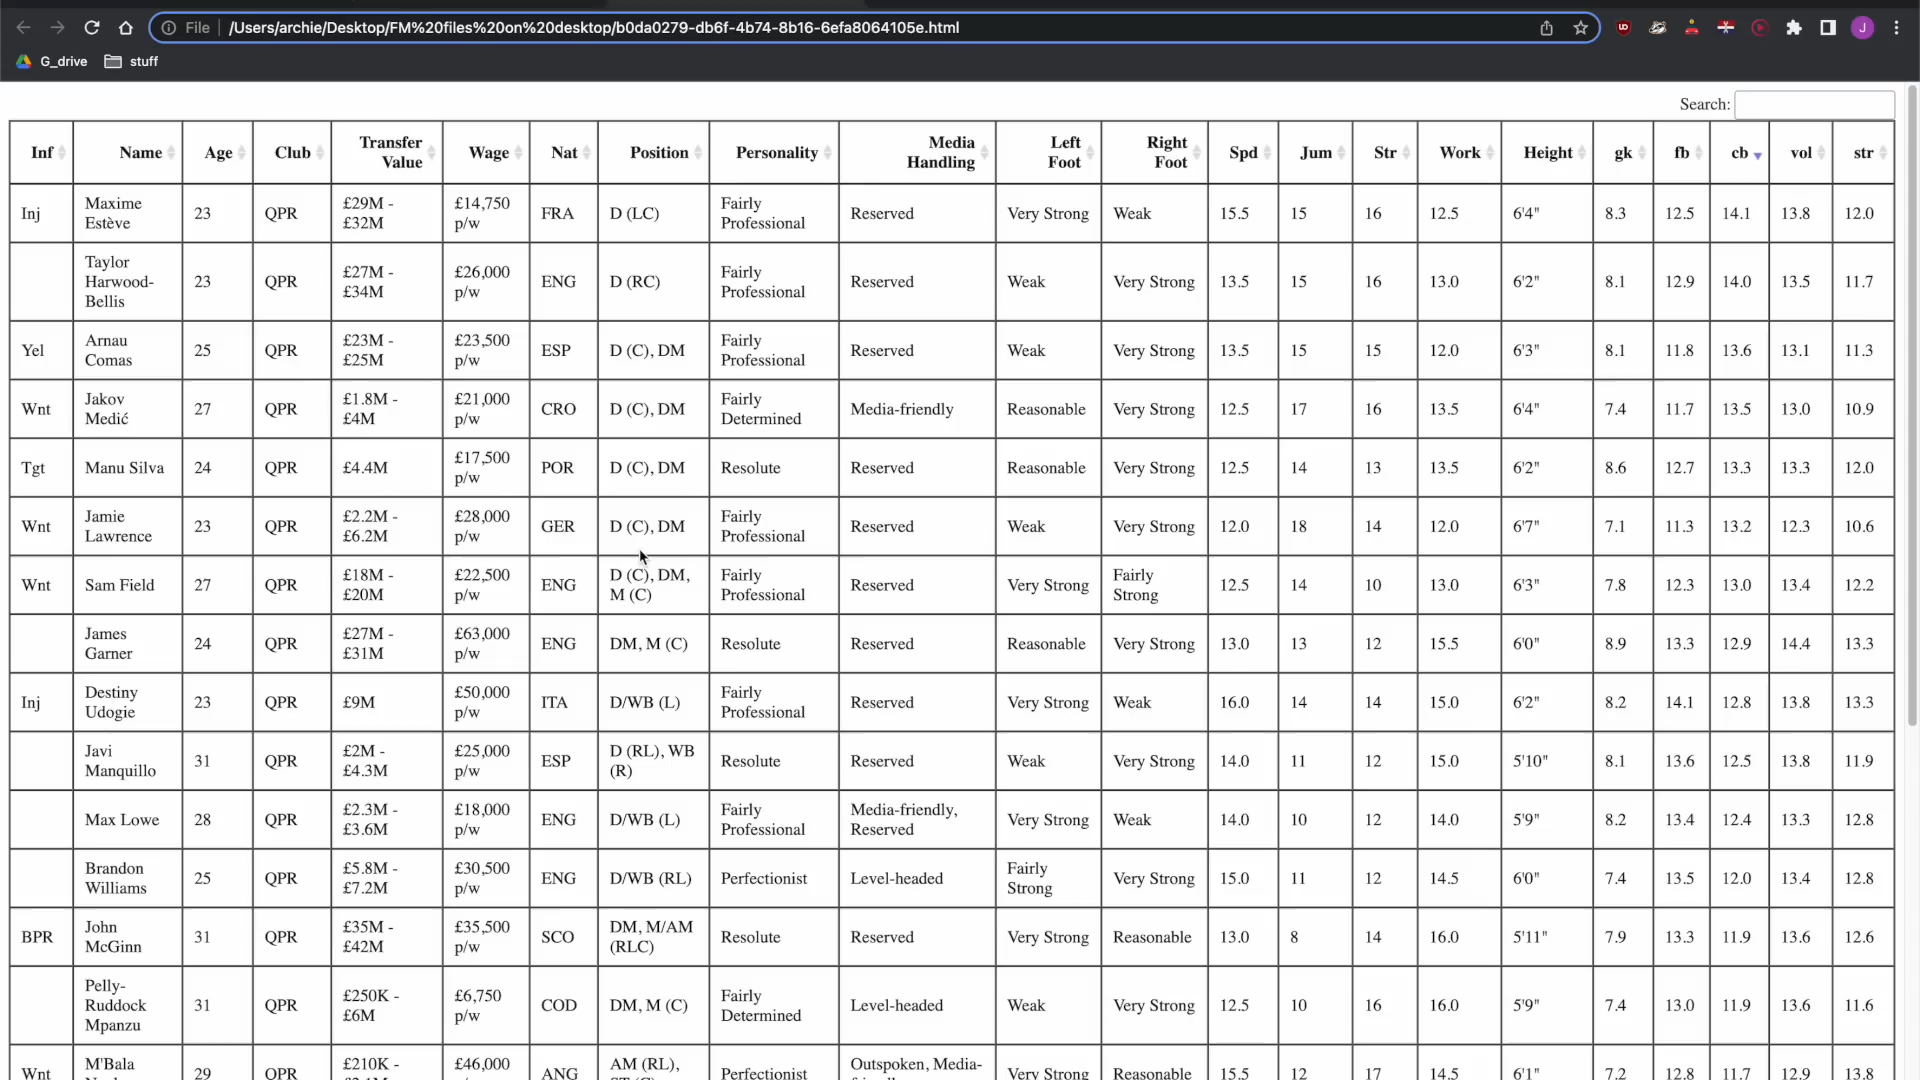 File | /Users/archie/Desktop/FM%20files%20on%20desktop/b0da0279-db6f-4b74-8b16-6efa8064105e.html J
G_drive stuff
Search:
Inf Name Age Club Transfer Value Wage Nat Position Personality Media Handling Left Foot Right Foot Spd Jum Str Work Height gk fb cb vol str
Inj Maxime Estève 23 QPR £29M - £32M £14,750 p/w FRA D (LC) Fairly Professional Reserved Very Strong Weak 15.5 15 16 12.5 6'4" 8.3 12.5 14.1 13.8 12.0
Taylor Harwood-Bellis 23 QPR £27M - £34M £26,000 p/w ENG D (RC) Fairly Professional Reserved Weak Very Strong 13.5 15 16 13.0 6'2" 8.1 12.9 14.0 13.5 11.7
Yel Arnau Comas 25 QPR £23M - £25M £23,500 p/w ESP D (C), DM Fairly Professional Reserved Weak Very Strong 13.5 15 15 12.0 6'3" 8.1 11.8 13.6 13.1 11.3
Wnt Jakov Medić 27 QPR £1.8M - £4M £21,000 p/w CRO D (C), DM Fairly Determined Media-friendly Reasonable Very Strong 12.5 17 16 13.5 6'4" 7.4 11.7 13.5 13.0 10.9
Tgt Manu Silva 24 QPR £4.4M £17,500 p/w POR D (C), DM Resolute Reserved Reasonable Very Strong 12.5 14 13 13.5 6'2" 8.6 12.7 13.3 13.3 12.0
Wnt Jamie Lawrence 23 QPR £2.2M - £6.2M £28,000 p/w GER D (C), DM Fairly Professional Reserved Weak Very Strong 12.0 18 14 12.0 6'7" 7.1 11.3 13.2 12.3 10.6
Wnt Sam Field 27 QPR £18M - £20M £22,500 p/w ENG D (C), DM, M (C) Fairly Professional Reserved Very Strong Fairly Strong 12.5 14 10 13.0 6'3" 7.8 12.3 13.0 13.4 12.2
James Garner 24 QPR £27M - £31M £63,000 p/w ENG DM, M (C) Resolute Reserved Reasonable Very Strong 13.0 13 12 15.5 6'0" 8.9 13.3 12.9 14.4 13.3
Inj Destiny Udogie 23 QPR £9M £50,000 p/w ITA D/WB (L) Fairly Professional Reserved Very Strong Weak 16.0 14 14 15.0 6'2" 8.2 14.1 12.8 13.8 13.3
Javi Manquillo 31 QPR £2M - £4.3M £25,000 p/w ESP D (RL), WB (R) Resolute Reserved Weak Very Strong 14.0 11 12 15.0 5'10" 8.1 13.6 12.5 13.8 11.9
Max Lowe 28 QPR £2.3M - £3.6M £18,000 p/w ENG D/WB (L) Fairly Professional Media-friendly, Reserved Very Strong Weak 14.0 10 12 14.0 5'9" 8.2 13.4 12.4 13.3 12.8
Brandon Williams 25 QPR £5.8M - £7.2M £30,500 p/w ENG D/WB (RL) Perfectionist Level-headed Fairly Strong Very Strong 15.0 11 12 14.5 6'0" 7.4 13.5 12.0 13.4 12.8
BPR John McGinn 31 QPR £35M - £42M £35,500 p/w SCO DM, M/AM (RLC) Resolute Reserved Very Strong Reasonable 13.0 8 14 16.0 5'11" 7.9 13.3 11.9 13.6 12.6
Pelly-Ruddock Mpanzu 31 QPR £250K - £6M £6,750 p/w COD DM, M (C) Fairly Determined Level-headed Weak Very Strong 12.5 10 16 16.0 5'9" 7.4 13.0 11.9 13.6 11.6
Wnt M'Bala 29 QPR £210K - £46,000 ANG AM (RL), Perfectionist Outspoken, Media- Very Strong Reasonable 15.5 12 17 14.5 6'1" 7.2 12.8 11.7 12.9 13.8